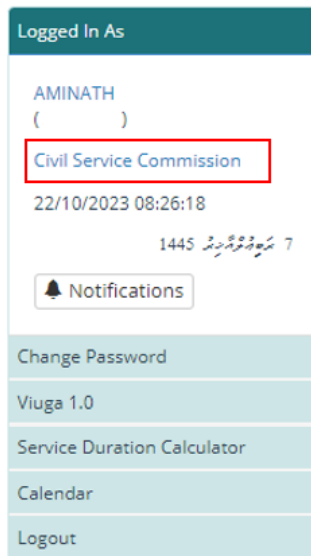 Logged In As
AMINATH
( )
Civil Service Commission
22/10/2023 08:26:18
7 ރަބީޢުލްއާޚިރު 1445
Notifications
Change Password
Viuga 1.0
Service Duration Calculator
Calendar
Logout